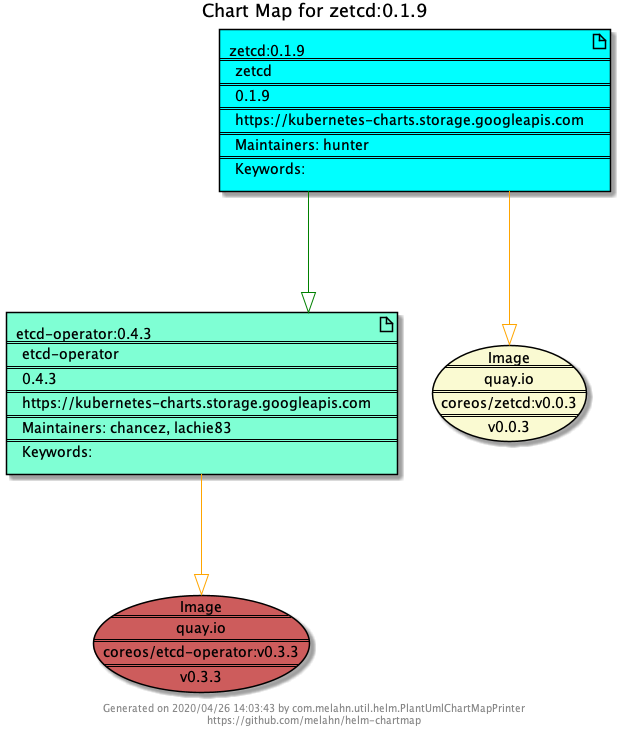 Chart Map for zetcd:0.1.9
zetcd:0.1.9
zetcd
0.1.9
https://kubernetes-charts.storage.googleapis.com
Maintainers: hunter
Keywords:
etcd-operator:0.4.3
etcd-operator
0.4.3
https://kubernetes-charts.storage.googleapis.com
Maintainers: chancez, lachie83
Keywords:
Image
quay.io
coreos/zetcd:v0.0.3
v0.0.3
Image
quay.io
coreos/etcd-operator:v0.3.3
v0.3.3
Generated on 2020/04/26 14:03:43 by com.melahn.util.helm.PlantUmlChartMapPrinter
https://github.com/melahn/helm-chartmap